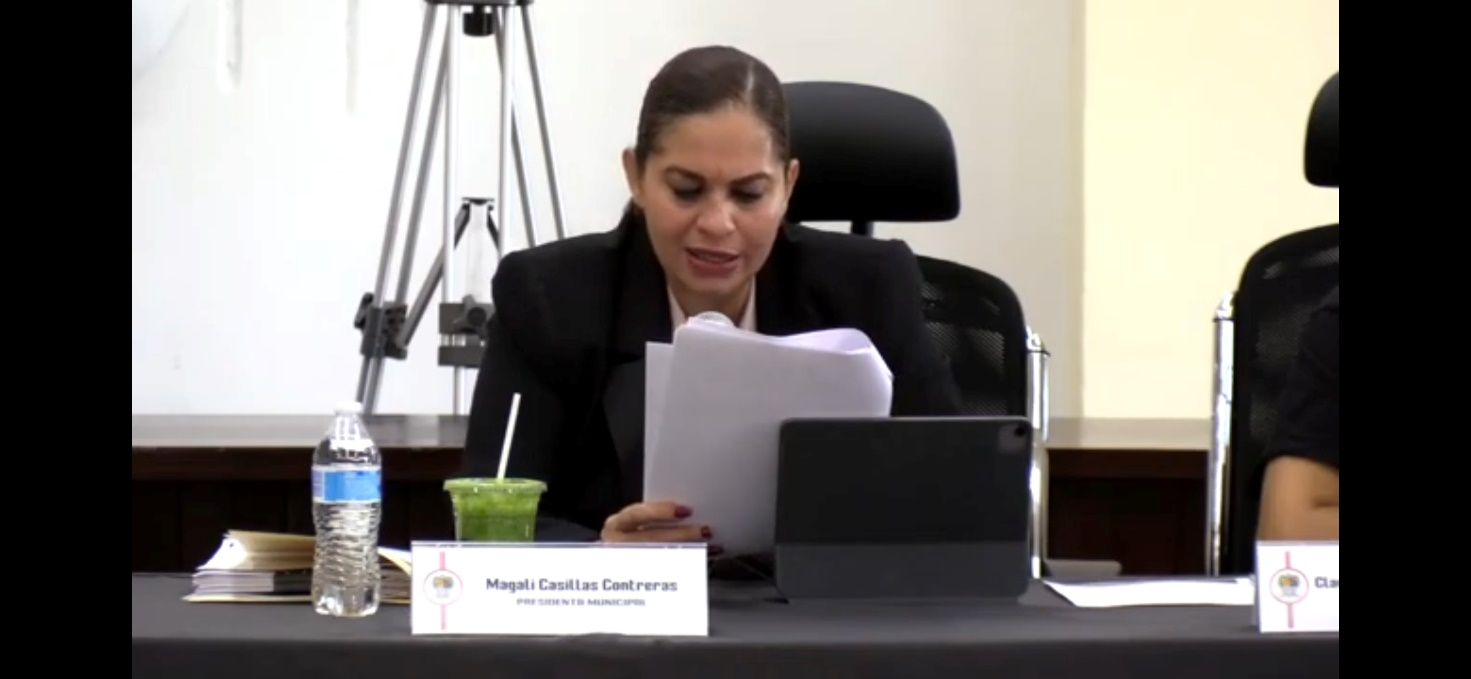 Magali Casillas Contreras
PRESIDENTA MUNICIPAL
Cla